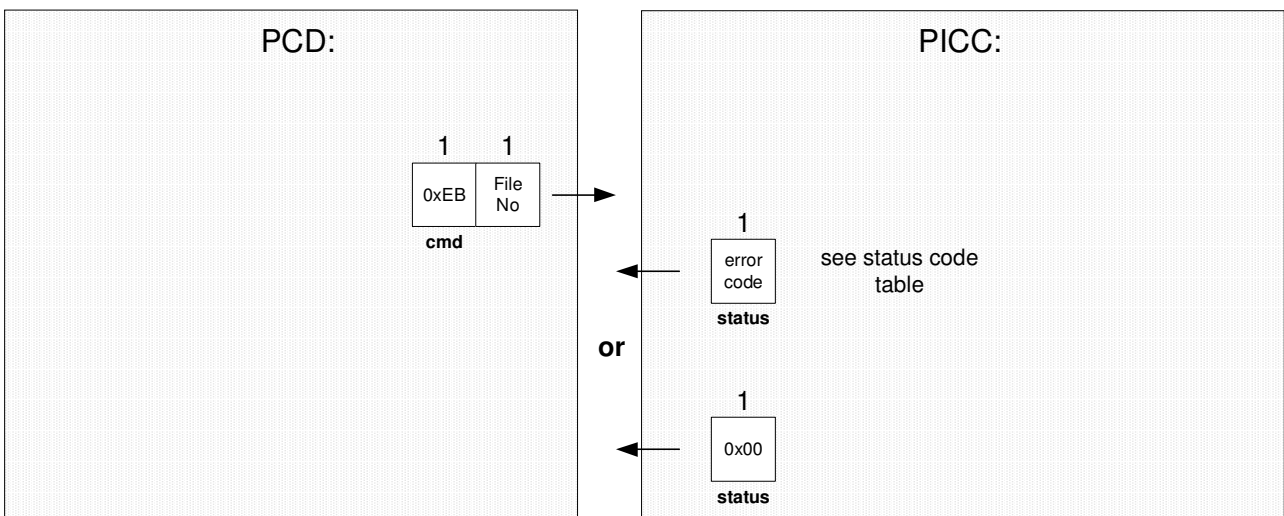 PCD:
1 1
0xEB
File
No
cmd
PICC:
1
error
code
see status code
table
status
or
1
0x00
status